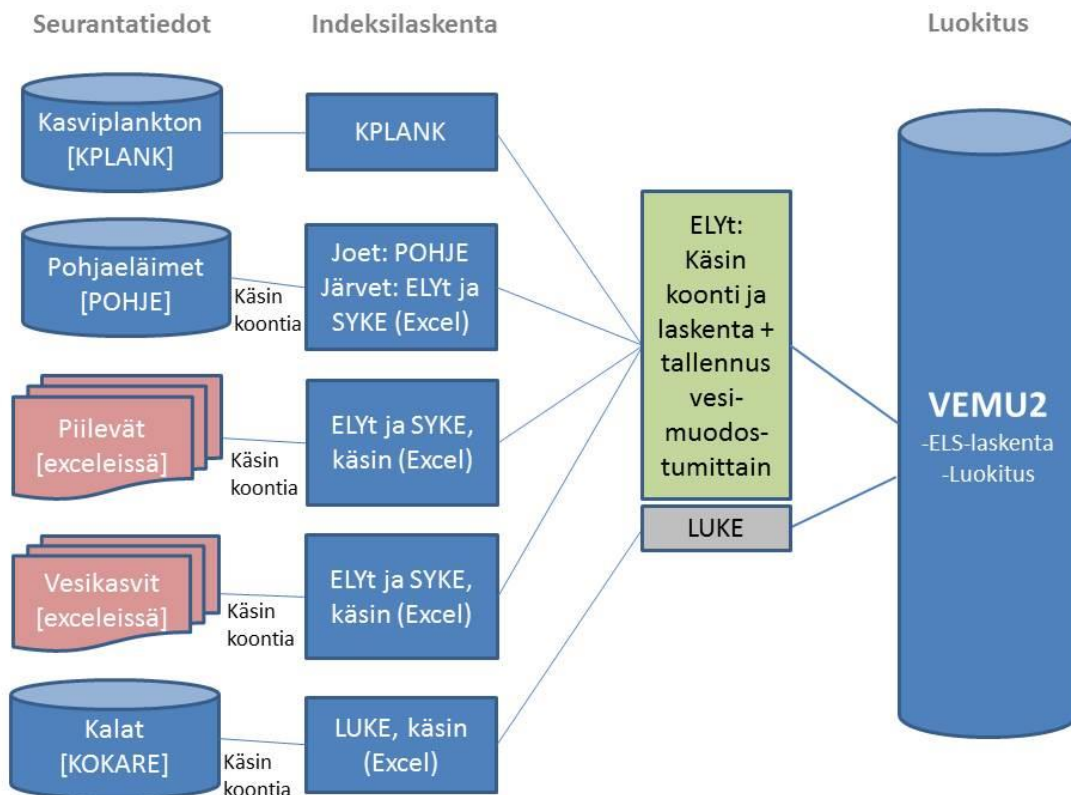 Seurantatiedot
Indeksilaskenta
Luokitus
Kasviplankton
[KPLANK]
KPLANK
Pohjaeläimet
[POHJE]
Käsin
koontia
Joet: POHJE
Järvet: ELYt ja
SYKE (Excel)
Piilevät
[exceleissä]
Käsin
koontia
ELYt ja SYKE,
käsin (Excel)
Vesikasvit
[exceleissä]
Käsin
koontia
ELYt ja SYKE,
käsin (Excel)
Kalat
[KOKARE]
Käsin
koontia
LUKE, käsin
(Excel)
ELYt:
Käsin
koonti ja
laskenta +
tallennus
vesi-
muodos-
tumittain
LUKE
VEMU2
-ELS-laskenta
-Luokitus